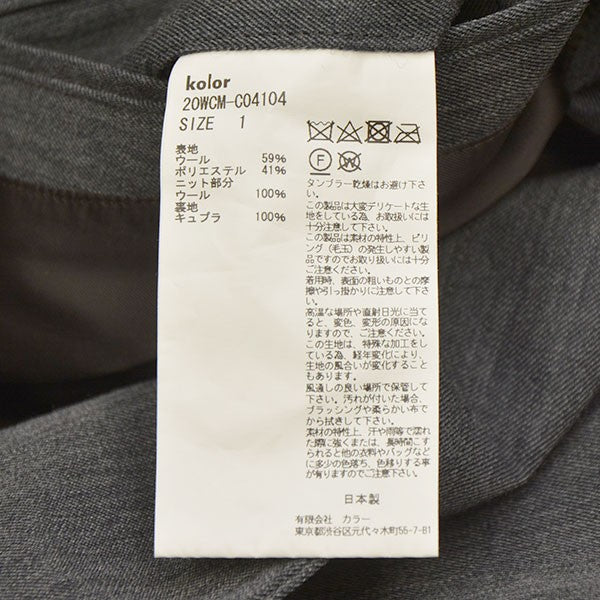 kolor
20WCM-C04104
SIZE 1
表地
ウール 59%
ポリエステル 41%
ニット部分
ウール 100%
裏地
キュプラ 100%
F
W
タンブラー乾燥はお避け下さい。
この製品は大変デリケートな生
地をしている為、お取扱いには
十分注意して下さい。
この製品は素材の特性上、ピリ
ング(毛玉)の発生しやすい製
品ですのでお取り扱いには十分
ご注意ください。
着用時、表面の粗いものとの摩
擦や引っ掛かりに注意して下さ
い。
高温な場所や直射日光に当て
ると、変色、変形の原因にな
りますので、ご注意ください。
この生地は、特殊な加工をし
ている為、経年変化により、
生地の風合いが変化すること
があります。
風通しの良い場所で保管して
下さい。汚れが付いた場合、
ブラッシングや柔らかい布で
から拭きして下さい。
素材の特性上、汗や雨等で濡れ
た際に強くまたは、長時間こす
られると他の衣料やバッグなど
に多少の色落ち、色移りする事
が有りますのでご注意下さい。
日本製
有限会社 カラー
東京都渋谷区元代々木町55-7-B1